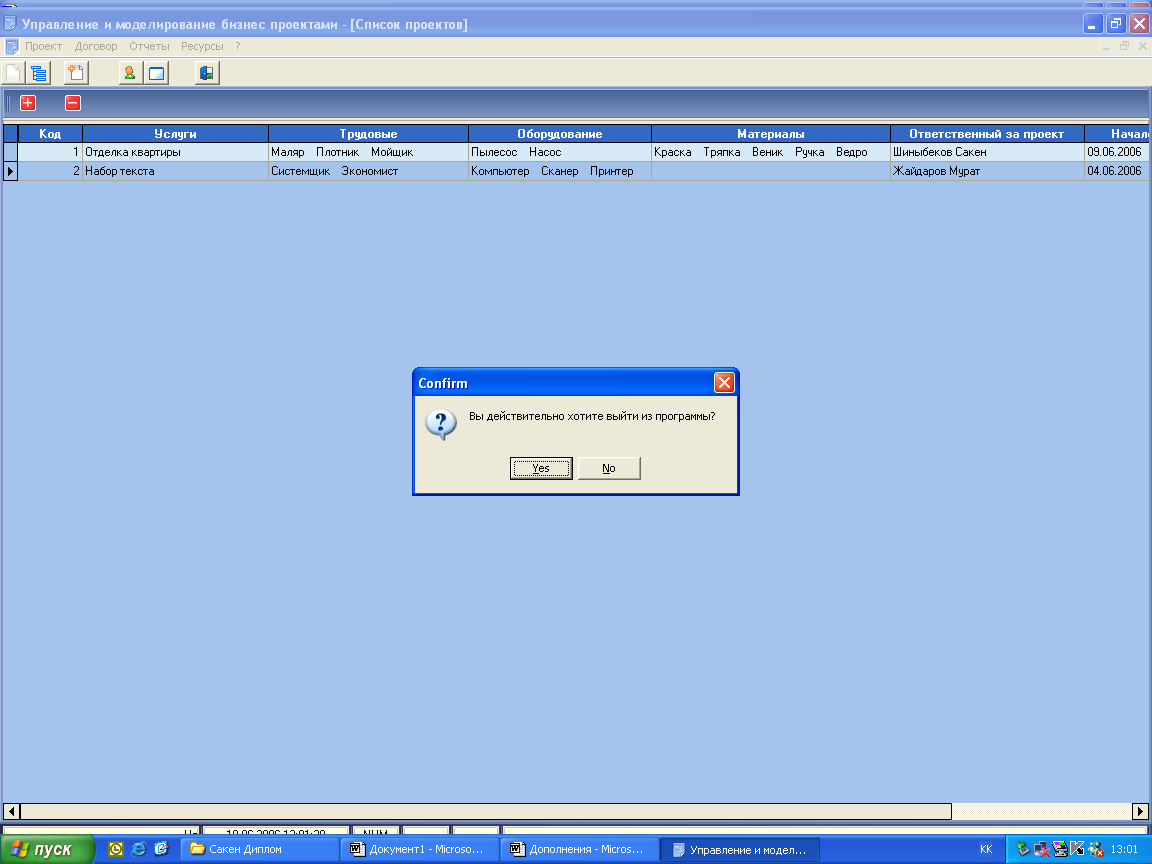 Управление и моделирование бизнес проектами - [Список проектов]
Проект Договор Отчеты Ресурсы ?
Код Услуги Трудовые Оборудование Материалы Ответственный за проект Начал
1 Отделка квартиры Маляр Плотник Мойщик Пылесос Насос Краска Тряпка Веник Ручка Ведро Шиныбеков Сакен 09.06.2006
2 Набор текста Системщик Экономист Компьютер Сканер Принтер Жайдаров Мурат 04.06.2006
Confirm
Вы действительно хотите выйти из программы?
Yes No
NUM
пуск Сакен Диплом Документ1 - Microso... Дополнения - Micros... Управление и модел... KK 13:01